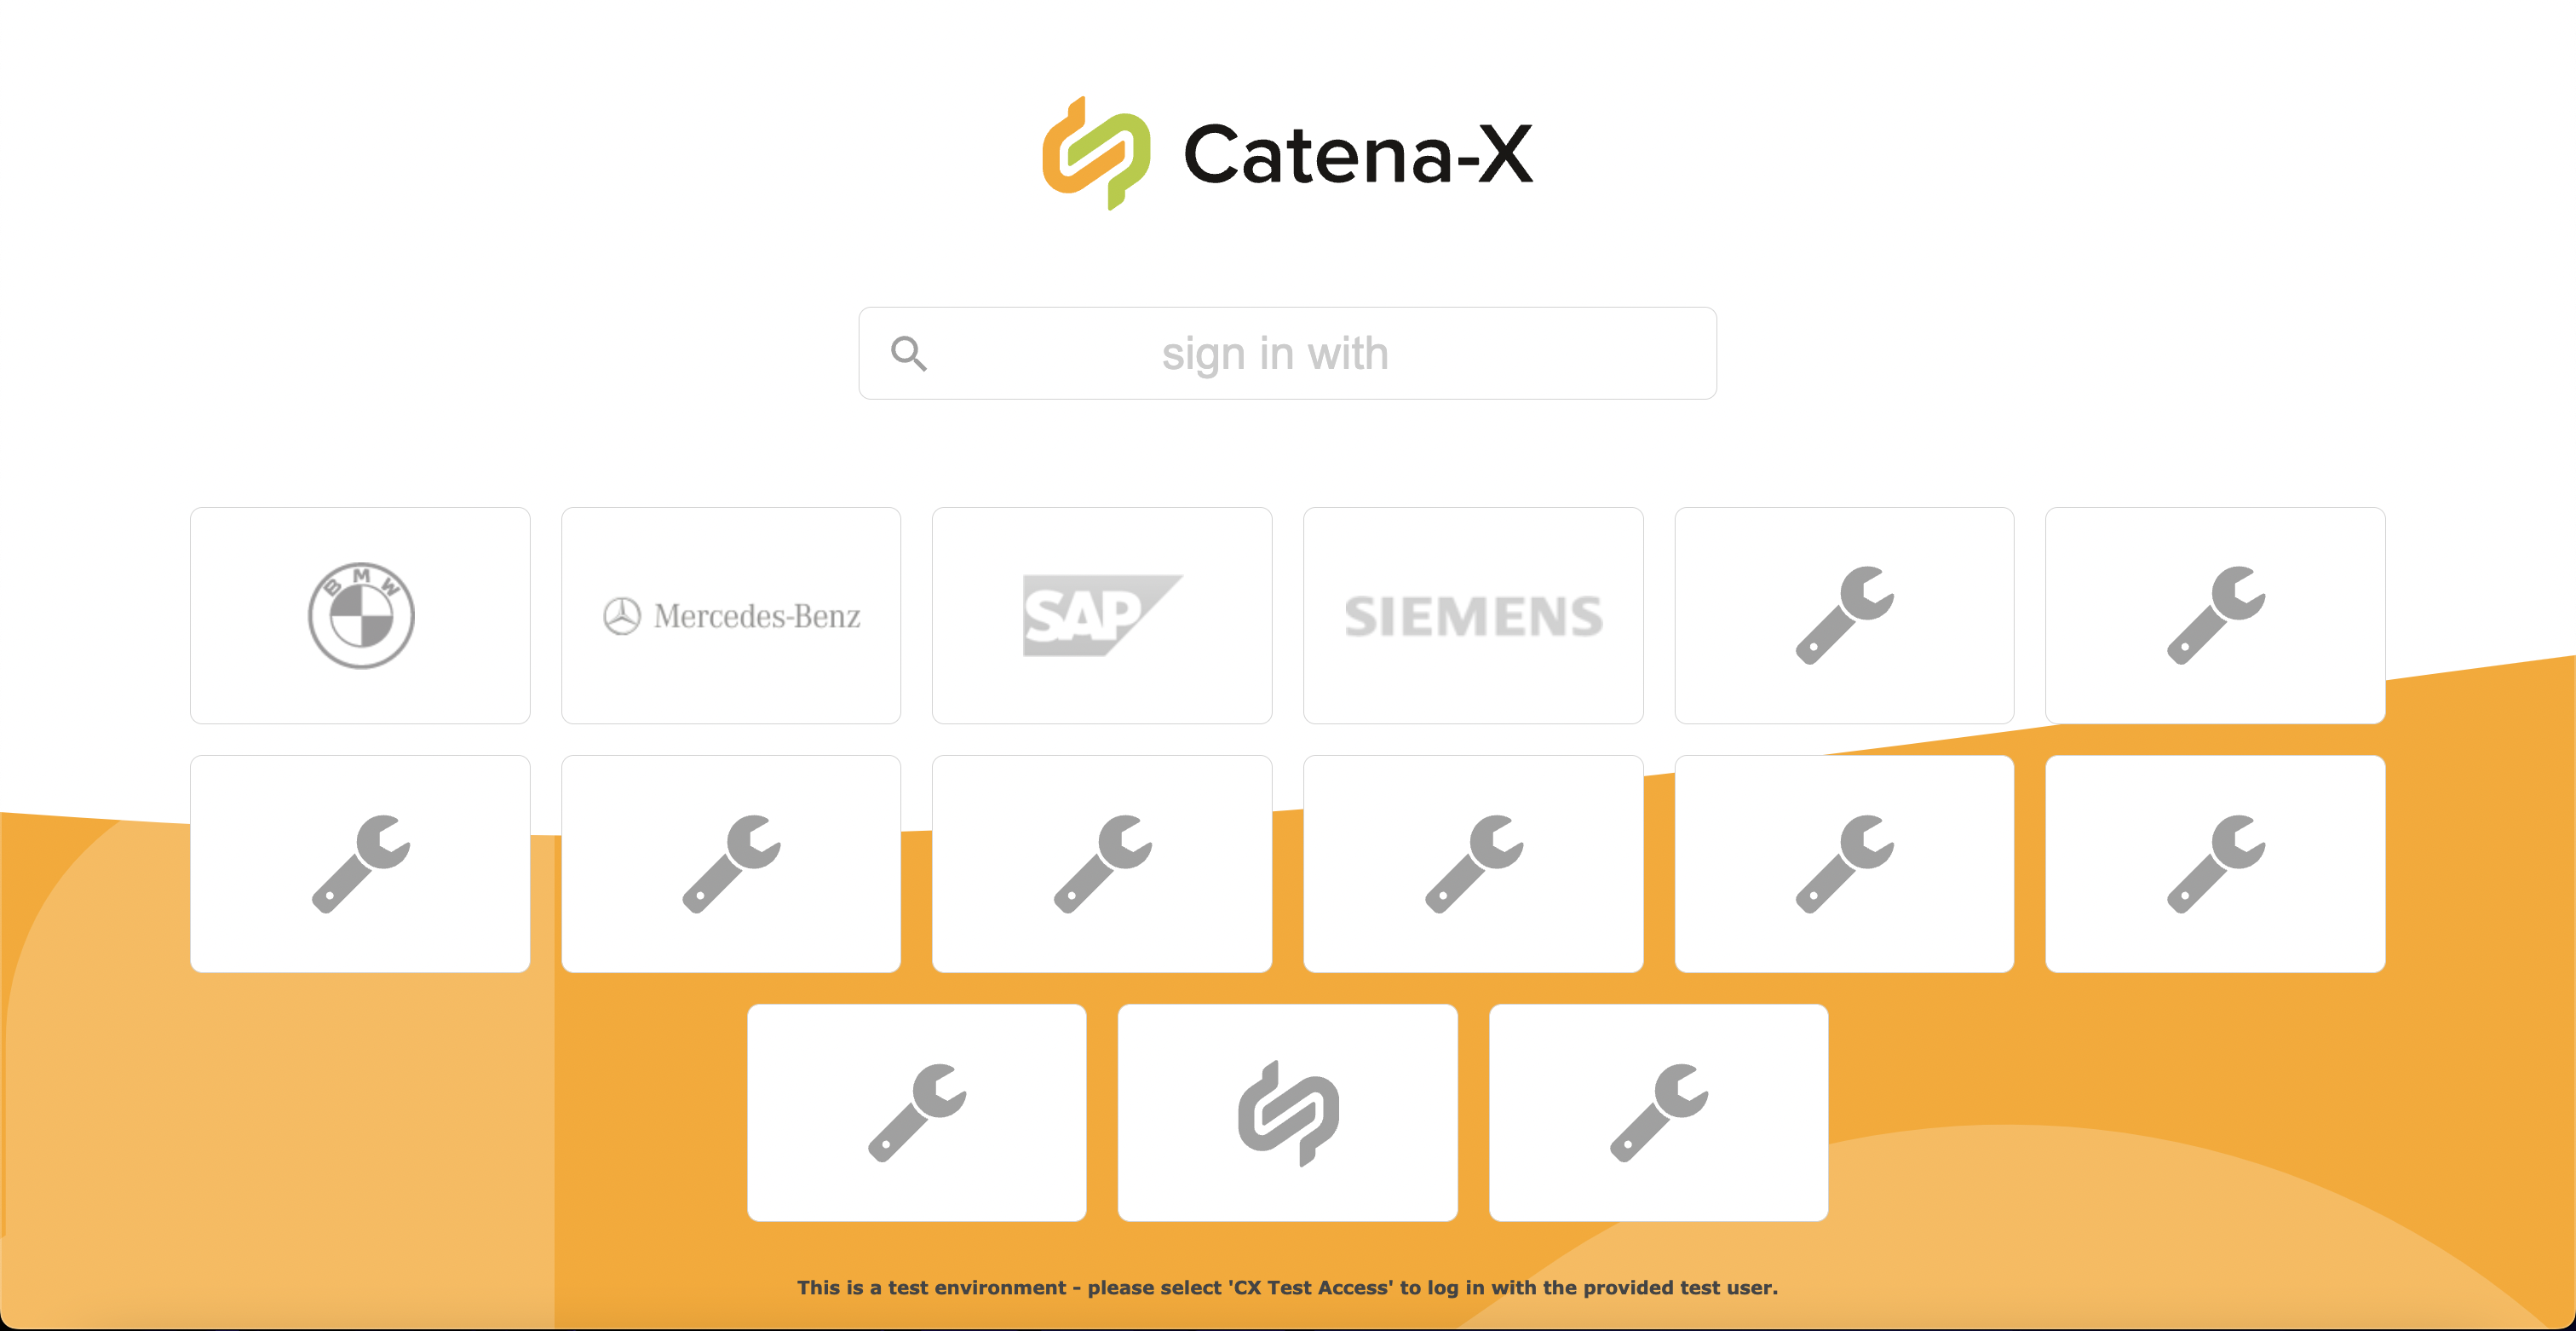 Catena-X
sign in with
BMW
Mercedes-Benz
SAP
SIEMENS
This is a test environment - please select 'CX Test Access' to log in with the provided test user.